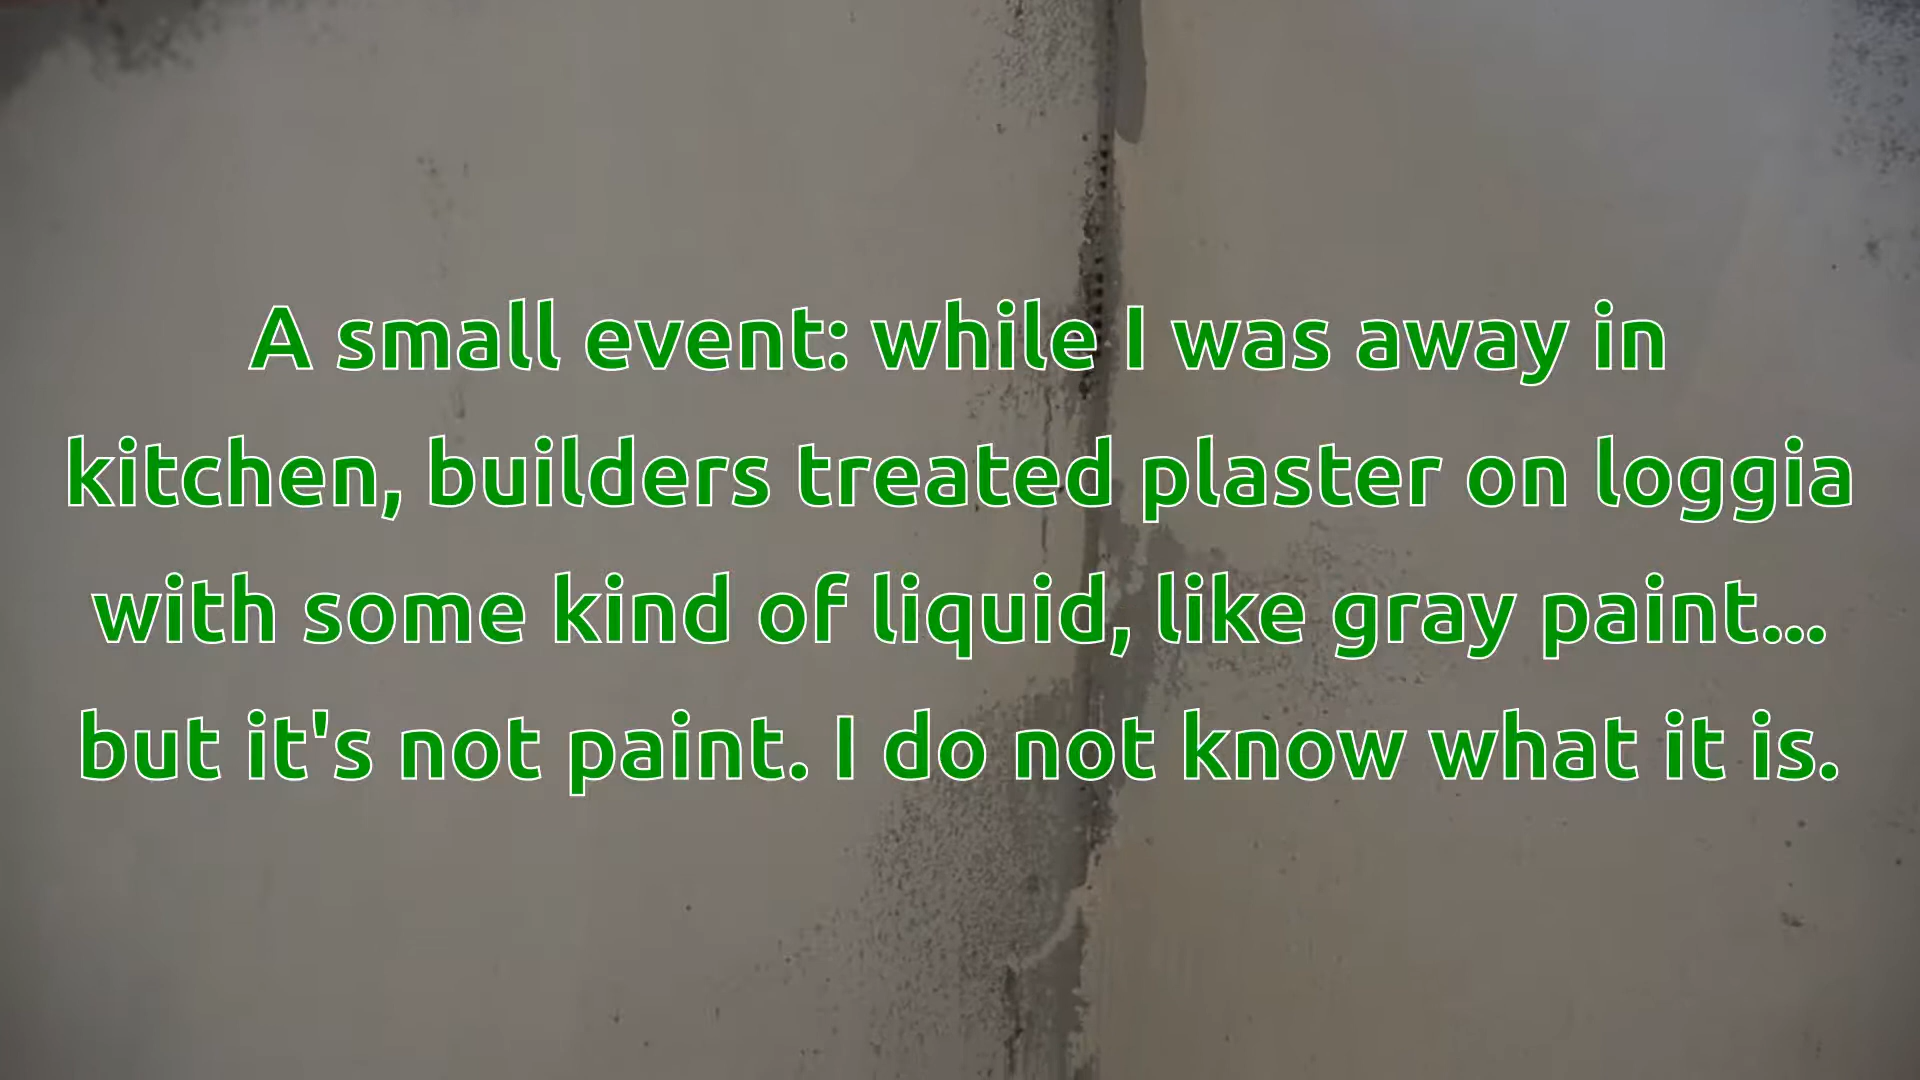 A small event: while I was away in
kitchen, builders treated plaster on loggia
with some kind of liquid, like gray paint...
but it's not paint. I do not know what it is.